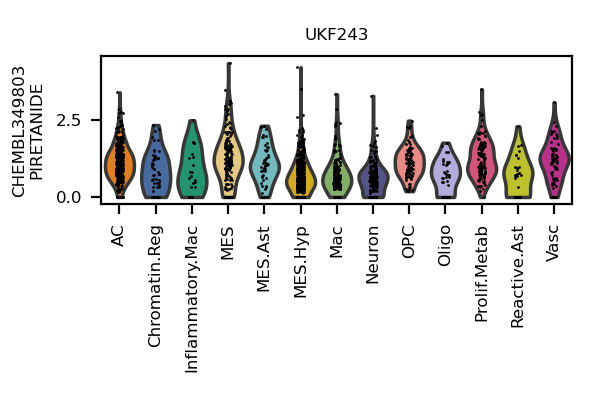 UKF243
CHEMBL349803
PIRETANIDE
2.5
0.0
AC
Chromatin.Reg
Inflammatory.Mac
MES
MES.Ast
MES.Hyp
Mac
Neuron
OPC
Oligo
Prolif.Metab
Reactive.Ast
Vasc